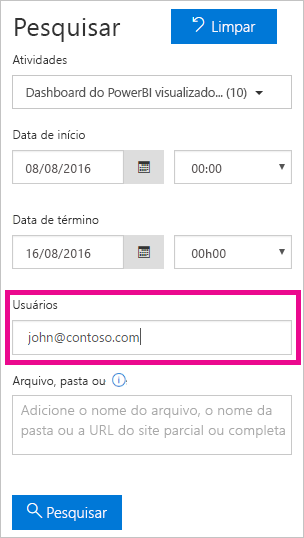 Pesquisar
Limpar
Atividades
Dashboard do PowerBI visualizado... (10)
Data de início
08/08/2016
00:00
Data de término
16/08/2016
00h00
Usuários
john@contoso.com
Arquivo, pasta ou
Adicione o nome do arquivo, o nome da
pasta ou a URL do site parcial ou completa
Pesquisar